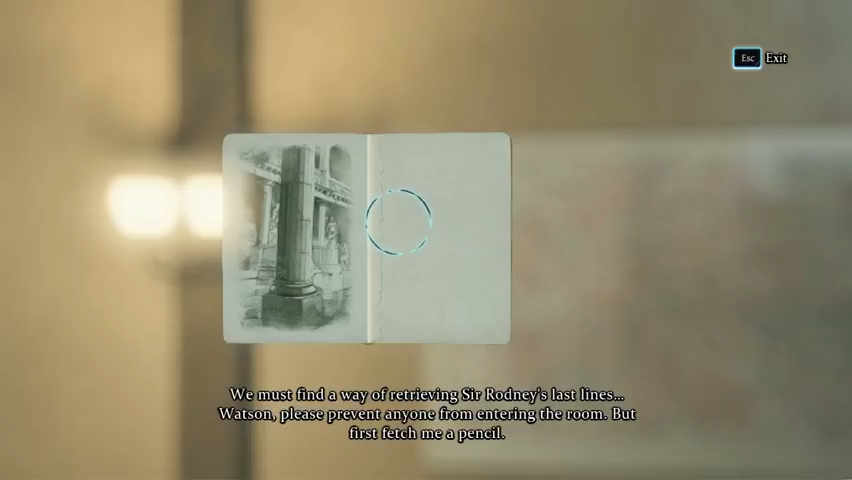 Esc Exit
We must find a way of retrieving Sir Rodney's last lines...
Watson, please prevent anyone from entering the room. But
first fetch me a pencil.